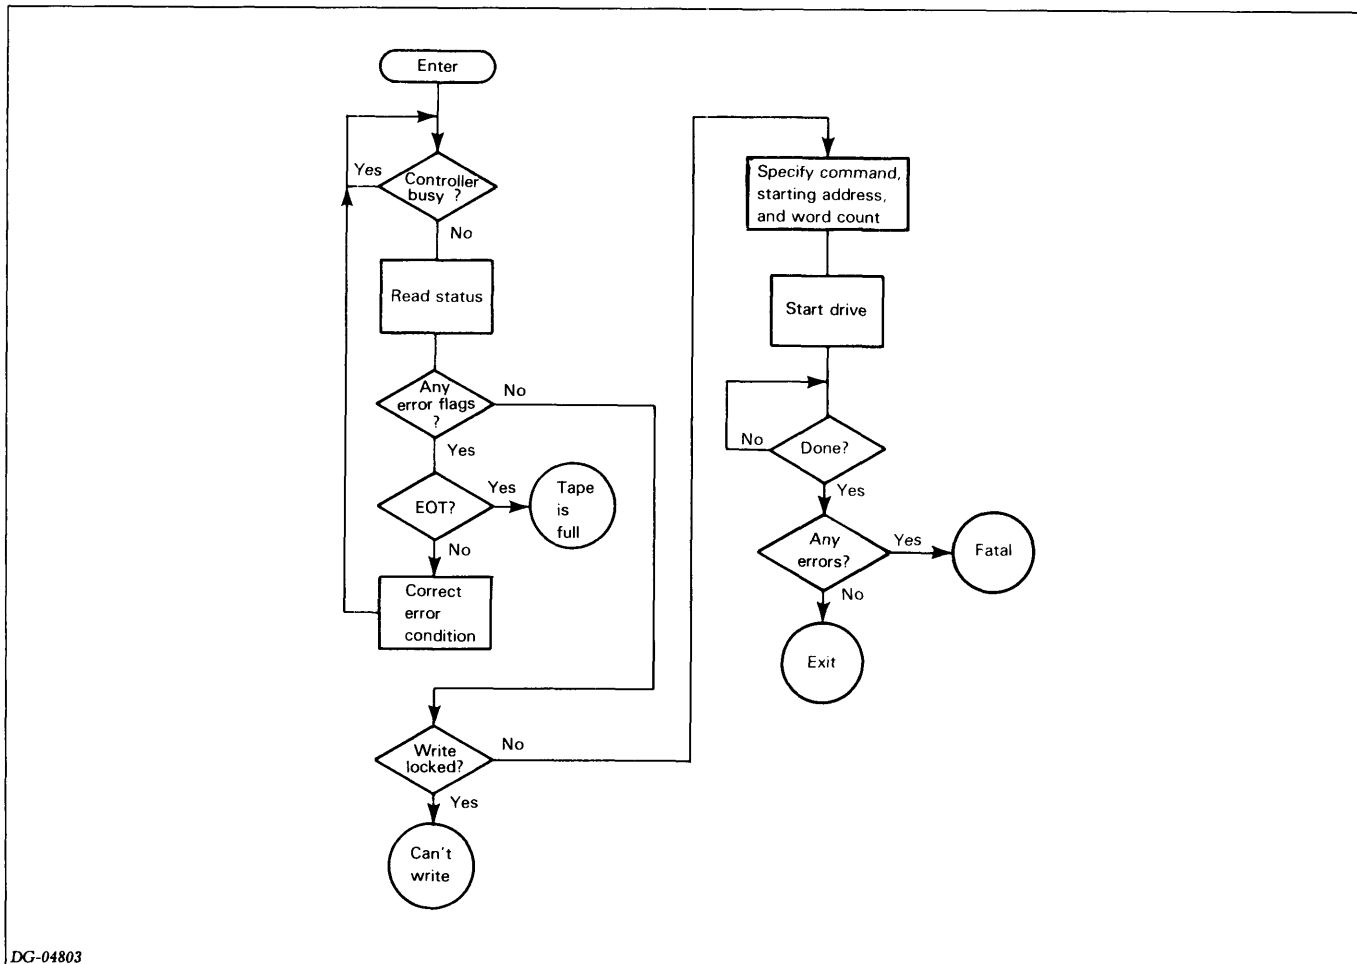 Enter
Yes
Controller
busy ?
No
Read status
Any
error flags
?
No
Yes
EOT?
Yes
Tape
is
full
No
Correct
error
condition
Write
locked?
No
Yes
Can't
write
Specify command,
starting address,
and word count
Start drive
No
Done?
Yes
Any
errors?
Yes
Fatal
No
Exit
DG-04803